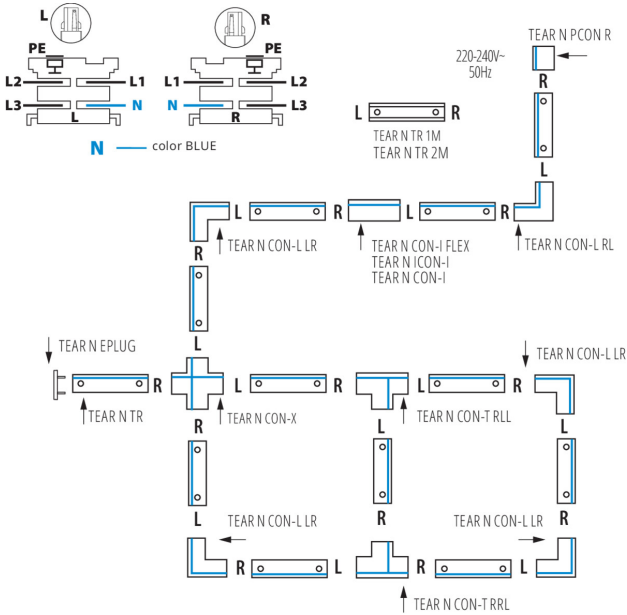 L
R
TEAR N PCON R
PE
PE
220-240V~
50Hz
L2
L1
L1
L2
R
L3
N
N
L3
L
R
L
R
TEAR N TR 1M
TEAR N TR 2M
N
color BLUE
L
L
R
L
R
R
TEAR N CON-L LR
TEAR N CON-I FLEX
TEAR N ICON-I
TEAR N CON-I
TEAR N CON-L RL
L
TEAR N EPLUG
TEAR N CON-L LR
R
L
R
L
R
TEAR N TR
TEAR N CON-X
TEAR N CON-T RLL
R
L
L
L
R
R
TEAR N CON-L LR
TEAR N CON-L LR
R
L
R
L
TEAR N CON-T RRL